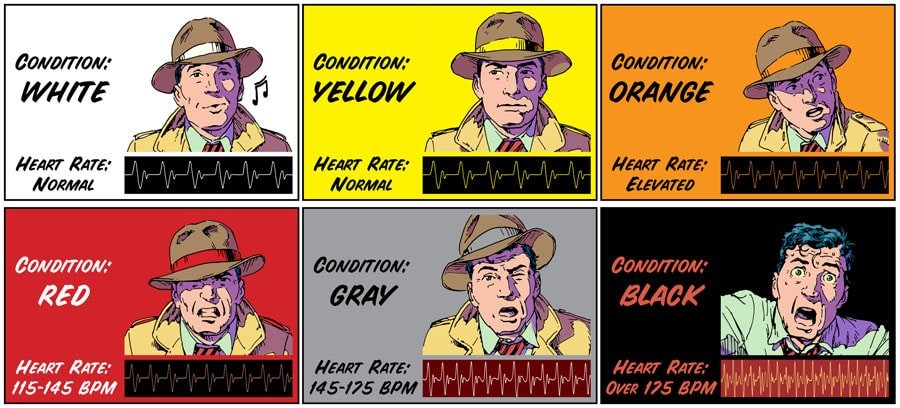 CONDITION:
WHITE
HEART RATE:
NORMAL
CONDITION:
YELLOW
HEART RATE:
NORMAL
CONDITION:
ORANGE
HEART RATE:
ELEVATED
CONDITION:
RED
HEART RATE:
115-145 BPM
CONDITION:
GRAY
HEART RATE:
145-175 BPM
CONDITION:
BLACK
HEART RATE:
OVER 175 BPM